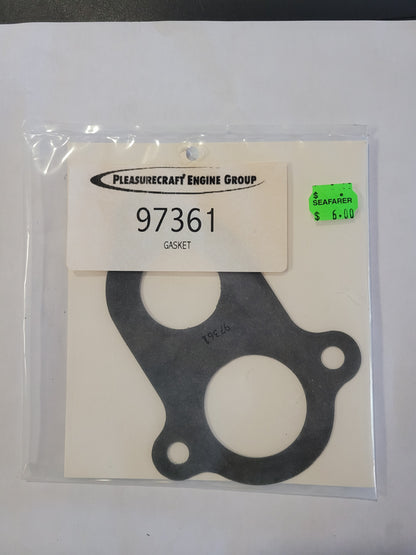 PLEASURECRAFT ENGINE GROUP
97361
GASKET
$
SEAFARER
$ 6.00
97361